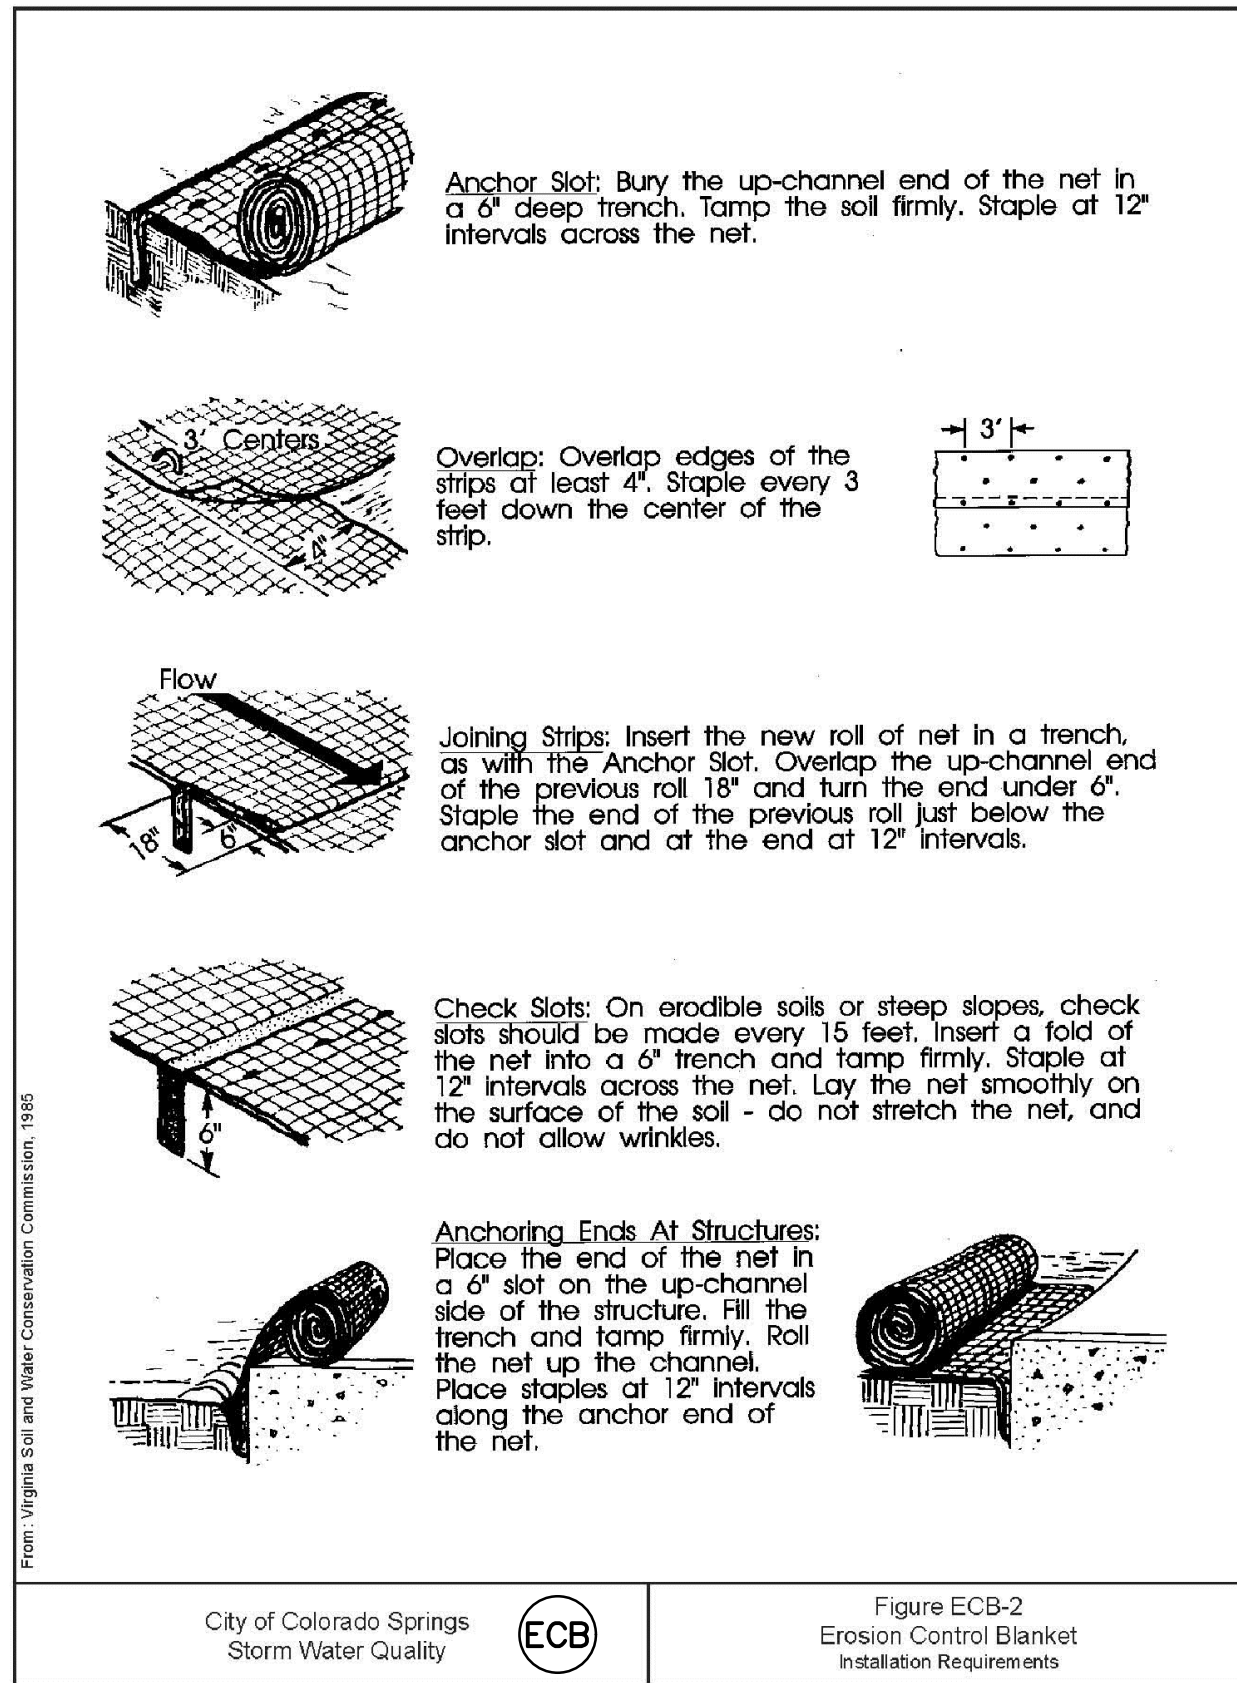 Anchor Slot: Bury the up-channel end of the net in
a 6" deep trench. Tamp the soil firmly. Staple at 12"
intervals across the net.
3' Centers
4"
Overlap: Overlap edges of the
strips at least 4". Staple every 3
feet down the center of the
strip.
3'
Flow
18"
6"
Joining Strips: Insert the new roll of net in a trench,
as with the Anchor Slot. Overlap the up-channel end
of the previous roll 18" and turn the end under 6".
Staple the end of the previous roll just below the
anchor slot and at the end at 12" intervals.
6"
Check Slots: On erodible soils or steep slopes, check
slots should be made every 15 feet. Insert a fold of
the net into a 6" trench and tamp firmly. Staple at
12" intervals across the net. Lay the net smoothly on
the surface of the soil - do not stretch the net, and
do not allow wrinkles.
Anchoring Ends At Structures:
Place the end of the net in
a 6" slot on the up-channel
side of the structure. Fill the
trench and tamp firmly. Roll
the net up the channel.
Place staples at 12" intervals
along the anchor end of
the net.
From: Virginia Soil and Water Conservation Commission, 1985
City of Colorado Springs
Storm Water Quality
ECB
Figure ECB-2
Erosion Control Blanket
Installation Requirements